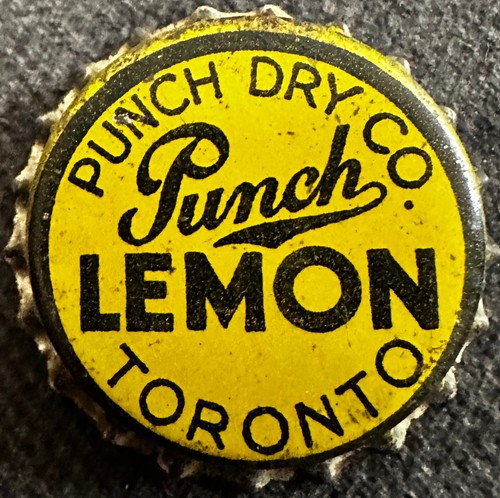 PUNCH DRY CO.
Punch
LEMON
TORONTO